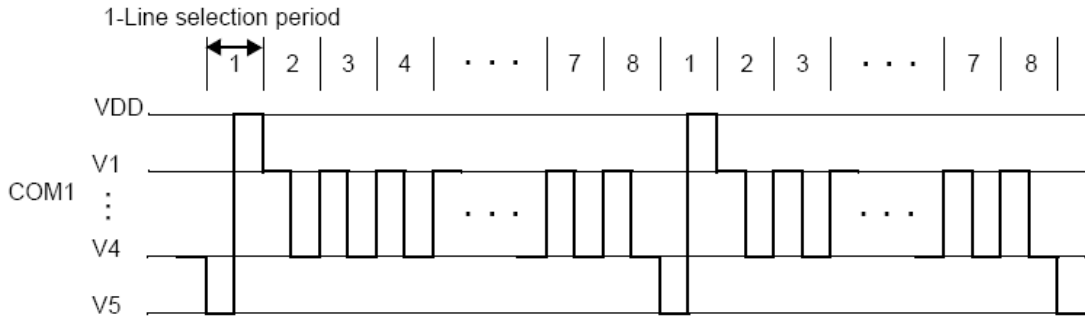 1-Line selection period
1 2 3 4 · · · 7 8 1 2 3 · · · 7 8
VDD
V1
COM1
· · · · · ·
V4
V5